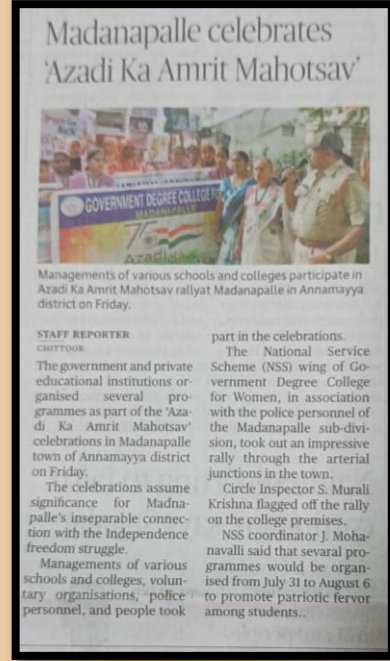 Madanapalle celebrates
‘Azadi Ka Amrit Mahotsav’
GOVERNMENT DEGREE COLLEGE FO
MADANAPALLE
75
Azadi
Managements of various schools and colleges participate in
Azadi Ka Amrit Mahotsav rallyat Madanapalle in Annamayya
district on Friday.
STAFF REPORTER
CHITTOOR
The government and private
educational institutions or-
ganised several pro-
grammes as part of the ‘Aza-
di Ka Amrit Mahotsav’
celebrations in Madanapalle
town of Annamayya district
on Friday.
The celebrations assume
significance for Madna-
palle’s inseparable connec-
tion with the Independence
freedom struggle.
Managements of various
schools and colleges, volun-
tary organisations, police
personnel, and people took
part in the celebrations.
The National Service
Scheme (NSS) wing of Go-
vernment Degree College
for Women, in association
with the police personnel of
the Madanapalle sub-divi-
sion, took out an impressive
rally through the arterial
junctions in the town.
Circle Inspector S. Murali
Krishna flagged off the rally
on the college premises.
NSS coordinator J. Moha-
navalli said that sevaral pro-
grammes would be organ-
ised from July 31 to August 6
to promote patriotic fervor
among students..